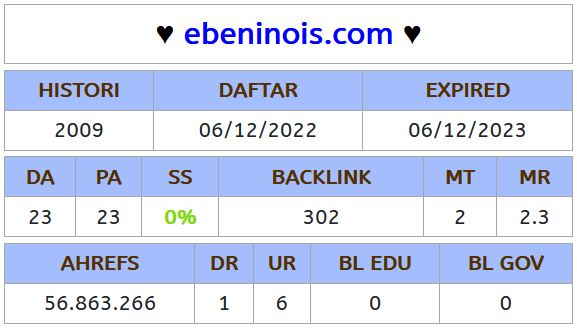 ♥ ebeninois.com ♥
HISTORI DAFTAR EXPIRED
2009 06/12/2022 06/12/2023
DA PA SS BACKLINK MT MR
23 23 0% 302 2 2.3
AHREFS DR UR BL EDU BL GOV
56.863.266 1 6 0 0